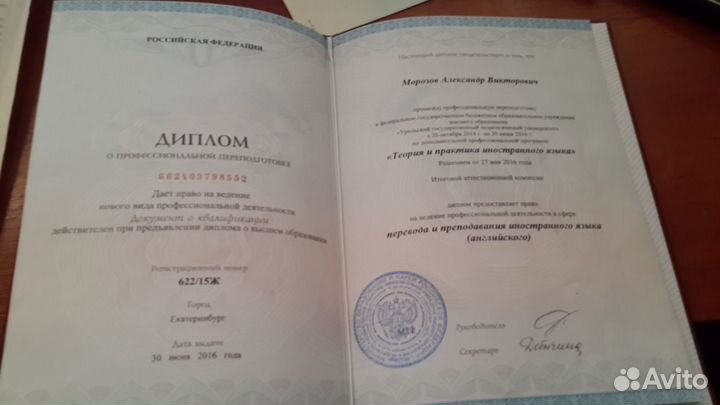 РОССИЙСКАЯ ФЕДЕРАЦИЯ
ДИПЛОМ
О ПРОФЕССИОНАЛЬНОЙ ПЕРЕПОДГОТОВКЕ
662403798552
Дает право на ведение
нового вида профессиональной деятельности
Документ о квалификации
действителен при предъявлении диплома о высшем образовании
Регистрационный номер
622/15Ж
Город
Екатеринбург
Дата выдачи
30 июня 2016 года
Настоящий диплом свидетельствует о том, что
Морозов Александр Викторович
прошел(а) профессиональную переподготовку
в федеральном государственном бюджетном образовательном учреждении
высшего образования
«Уральский государственный педагогический университет»
с 20 октября 2014 г. по 30 июня 2016 г.
по дополнительной профессиональной программе
«Теория и практика иностранного языка»
Решением от 27 мая 2016 года
Итоговой аттестационной комиссии
диплом предоставляет право
на ведение профессиональной деятельности в сфере
перевода и преподавания иностранного языка
(английского)
М.П.
Руководитель
Секретарь
Avito